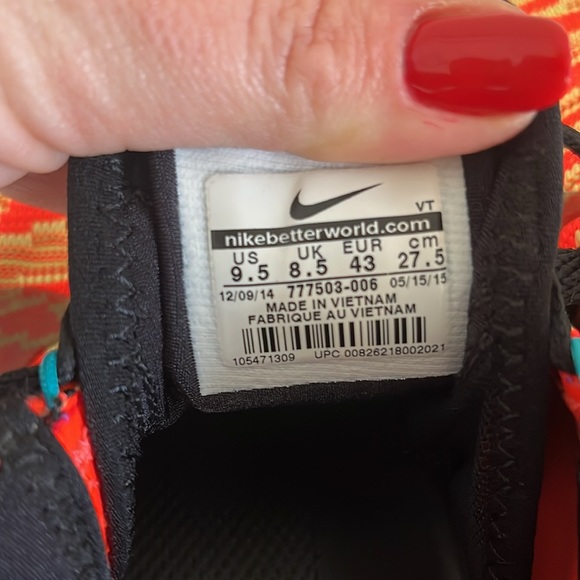 VT
nikebetterworld.com
US UK EUR cm
9.5 8.5 43 27.5
12/09/14 777503-006 05/15/15
MADE IN VIETNAM
FABRIQUE AU VIETNAM
105471309 UPC 00826218002021